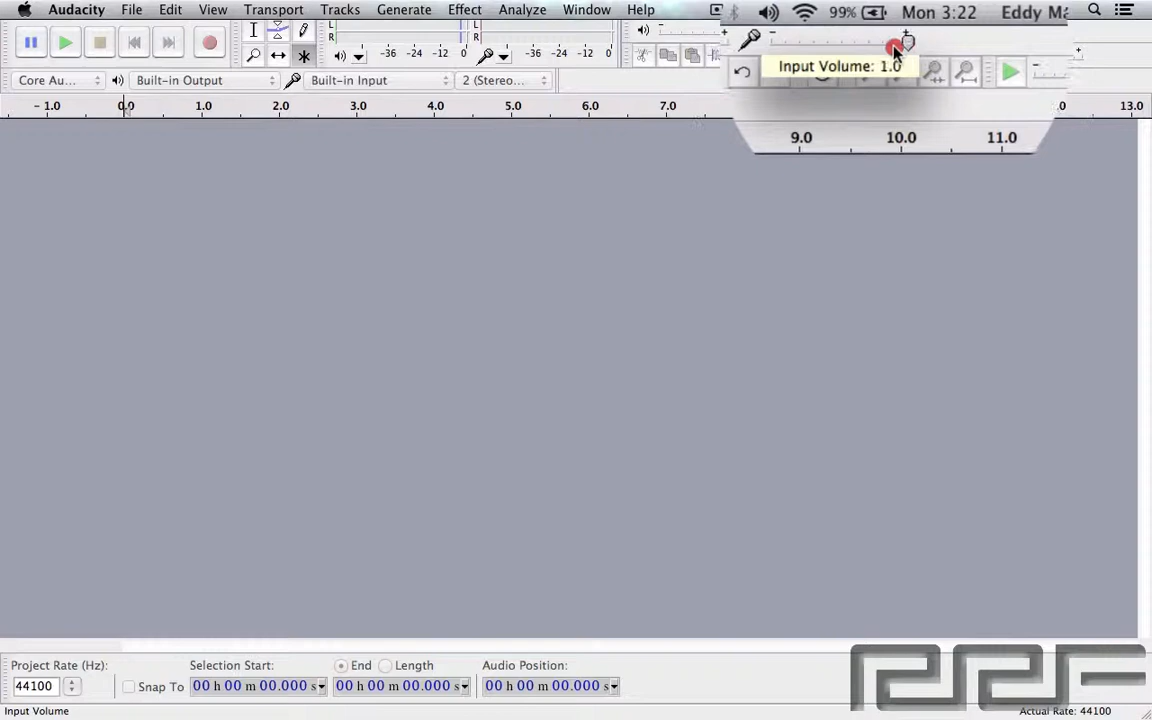 Audacity File Edit View Transport Tracks Generate Effect Analyze Window Help 99% Mon 3:22 Eddy Ma
L R -36 -24 -12 0 L R -36 -24 -12 0
Input Volume: 1.0
Core Au... Built-in Output Built-in Input 2 (Stereo...
- 1.0 0.0 1.0 2.0 3.0 4.0 5.0 6.0 7.0 .0 13.0
9.0 10.0 11.0
Project Rate (Hz): Selection Start: End Length Audio Position:
44100 Snap To 00 h 00 m 00.000 s 00 h 00 m 00.000 s 00 h 00 m 00.000 s
Input Volume Actual Rate: 44100